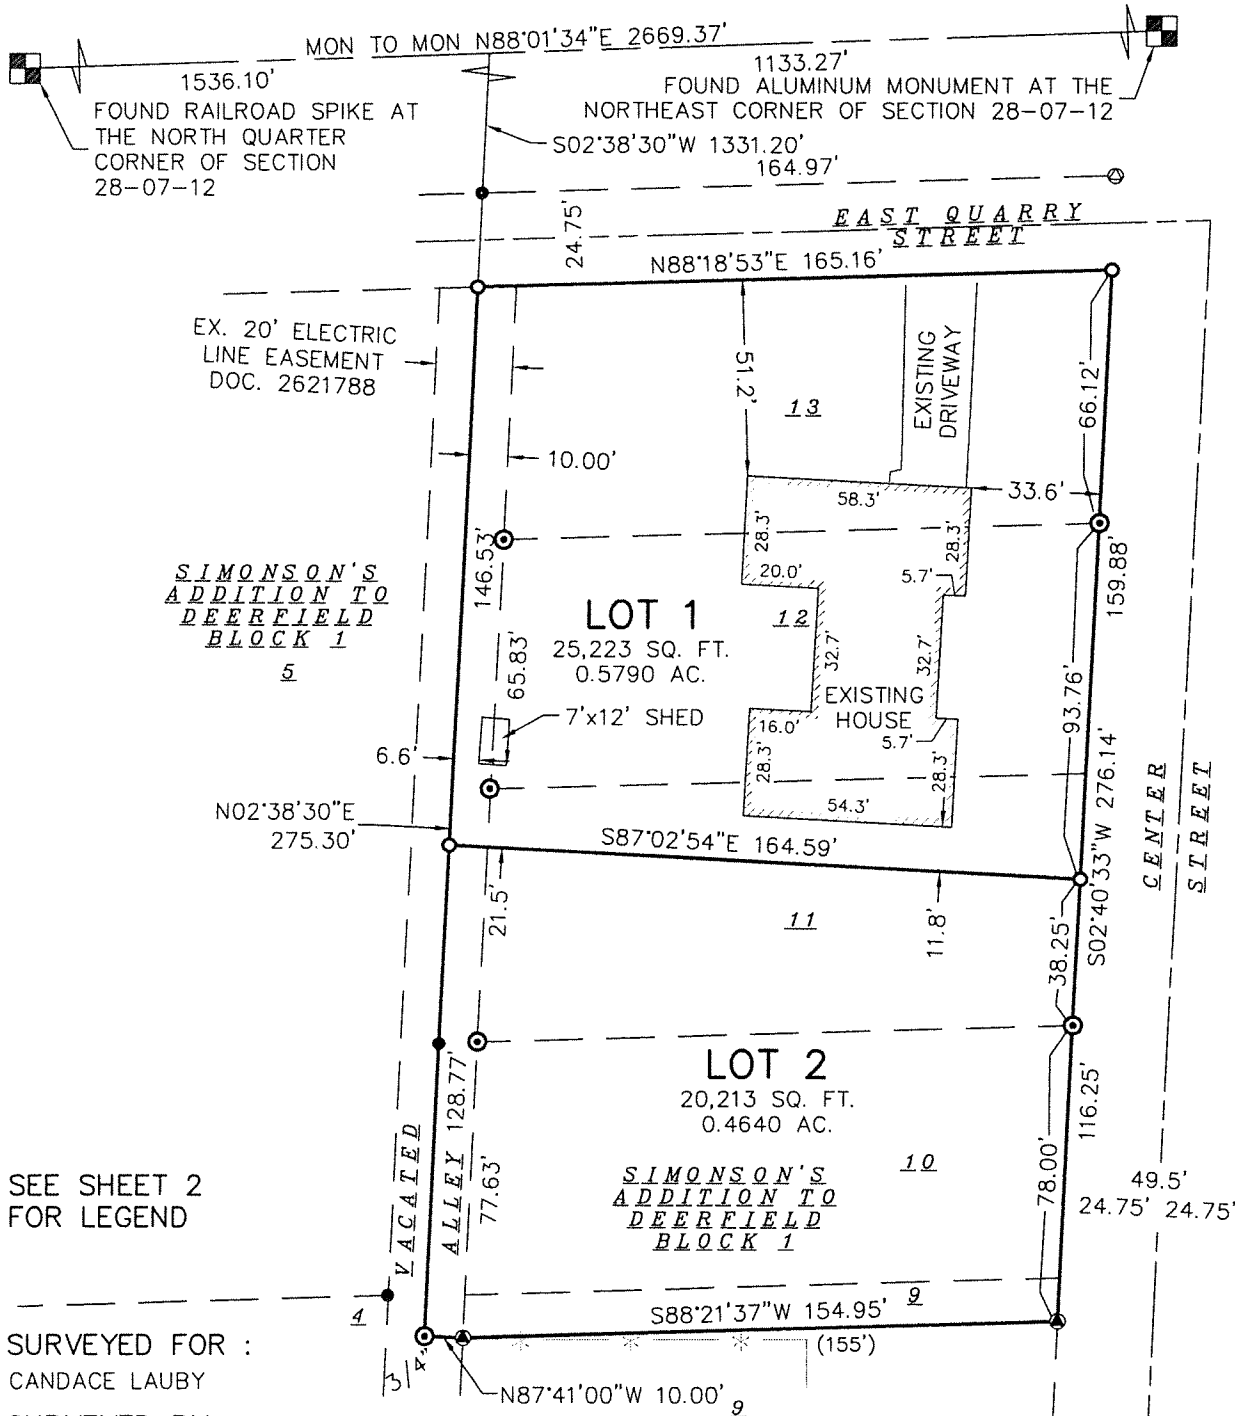 MON TO MON N88°01'34"E 2669.37'
1536.10'
1133.27'
FOUND RAILROAD SPIKE AT
THE NORTH QUARTER
CORNER OF SECTION
28-07-12
FOUND ALUMINUM MONUMENT AT THE
NORTHEAST CORNER OF SECTION 28-07-12
S02°38'30"W 1331.20'
164.97'
24.75'
EAST QUARRY
STREET
N88°18'53"E 165.16'
EX. 20' ELECTRIC
LINE EASEMENT
DOC. 2621788
51.2'
13
EXISTING
DRIVEWAY
66.12'
10.00'
58.3'
33.6'
146.53'
28.3'
28.3'
20.0'
5.7'
159.88'
SIMONSON'S
ADDITION TO
DEERFIELD
BLOCK 1
5
LOT 1
25,223 SQ. FT.
0.5790 AC.
12
32.7'
32.7'
65.83'
7'x12' SHED
EXISTING
HOUSE
16.0'
5.7'
93.76'
6.6'
28.3'
28.3'
54.3'
N02°38'30"E
275.30'
S87°02'54"E 164.59'
S02°40'33"W 276.14'
CENTER
STREET
21.5'
11
11.8'
38.25'
LOT 2
20,213 SQ. FT.
0.4640 AC.
128.77'
116.25'
VACATED
ALLEY
77.63'
SIMONSON'S
ADDITION TO
DEERFIELD
BLOCK 1
10
78.00'
49.5'
24.75' 24.75'
SEE SHEET 2
FOR LEGEND
4
S88°21'37"W 154.95'
9
(155')
SURVEYED FOR :
CANDACE LAUBY
N87°41'00"W 10.00'
9